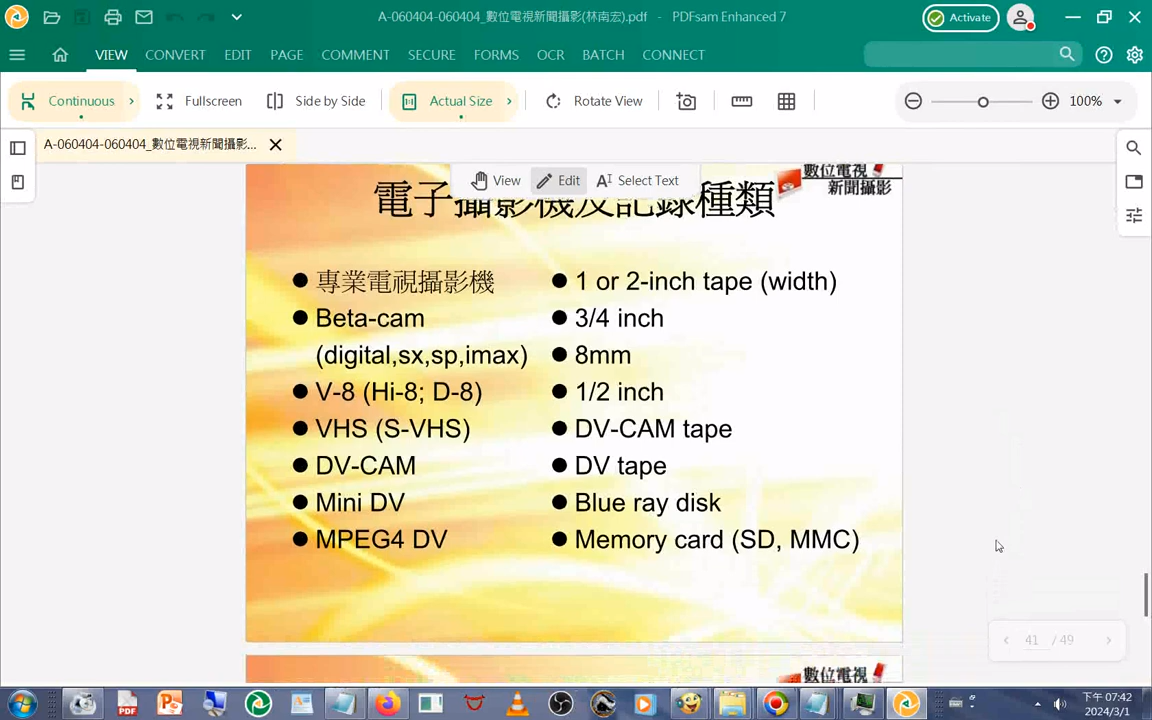 A-060404-060404_數位電視新聞攝影(林南宏).pdf - PDFsam Enhanced 7
Activate
VIEW CONVERT EDIT PAGE COMMENT SECURE FORMS OCR BATCH CONNECT
Continuous Fullscreen Side by Side Actual Size Rotate View 100%
A-060404-060404_數位電視新聞攝影...
View Edit Select Text
數位電視
新聞攝影
電子攝影機及記錄種類
專業電視攝影機
Beta-cam
(digital,sx,sp,imax)
V-8 (Hi-8; D-8)
VHS (S-VHS)
DV-CAM
Mini DV
MPEG4 DV
1 or 2-inch tape (width)
3/4 inch
8mm
1/2 inch
DV-CAM tape
DV tape
Blue ray disk
Memory card (SD, MMC)
41 / 49
數位電視
PDF
下午 07:42
2024/3/1